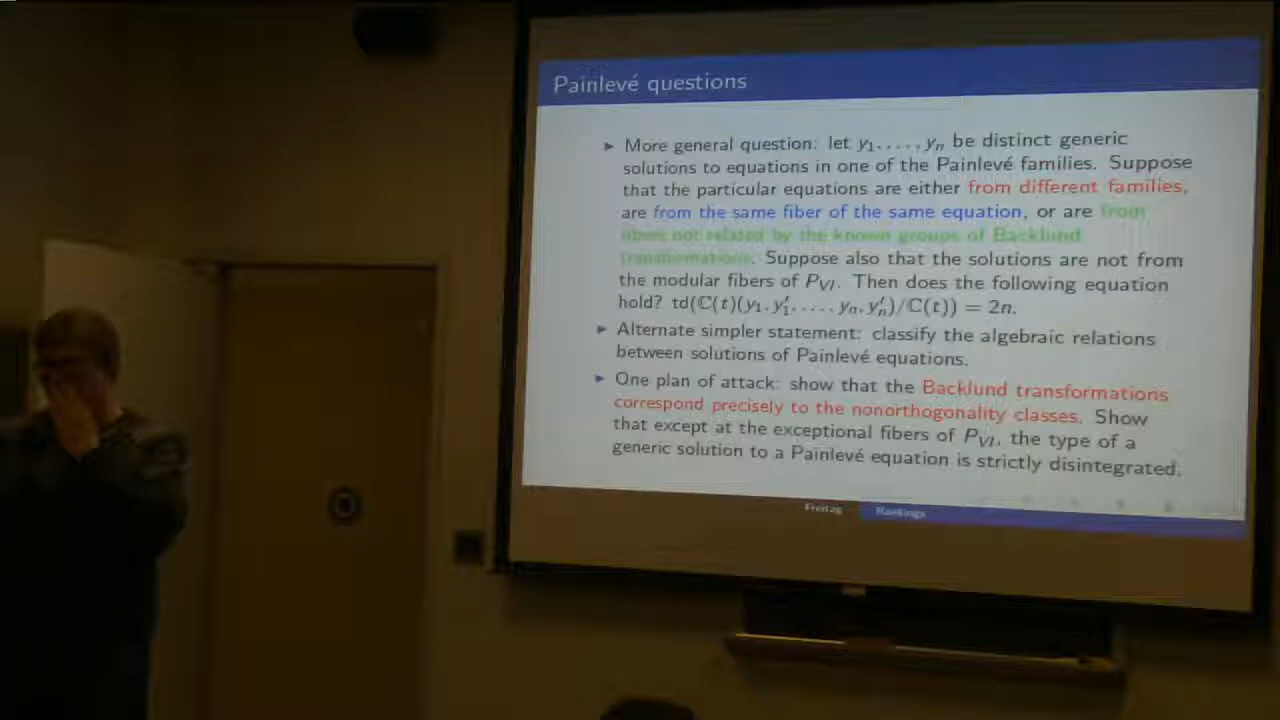 Painlevé questions
▶ More general question: let y₁, . . . , yₙ be distinct generic
solutions to equations in one of the Painlevé families. Suppose
that the particular equations are either from different families,
are from the same fiber of the same equation, or are from
fibers not related by the known groups of Backlund
transformations. Suppose also that the solutions are not from
the modular fibers of P_VI. Then does the following equation
hold? td(ℂ(t)(y₁, y₁′, . . . , yₙ, yₙ′)/ℂ(t)) = 2n.
▶ Alternate simpler statement: classify the algebraic relations
between solutions of Painlevé equations.
▶ One plan of attack: show that the Backlund transformations
correspond precisely to the nonorthogonality classes. Show
that except at the exceptional fibers of P_VI, the type of a
generic solution to a Painlevé equation is strictly disintegrated.
Freitag Rankings